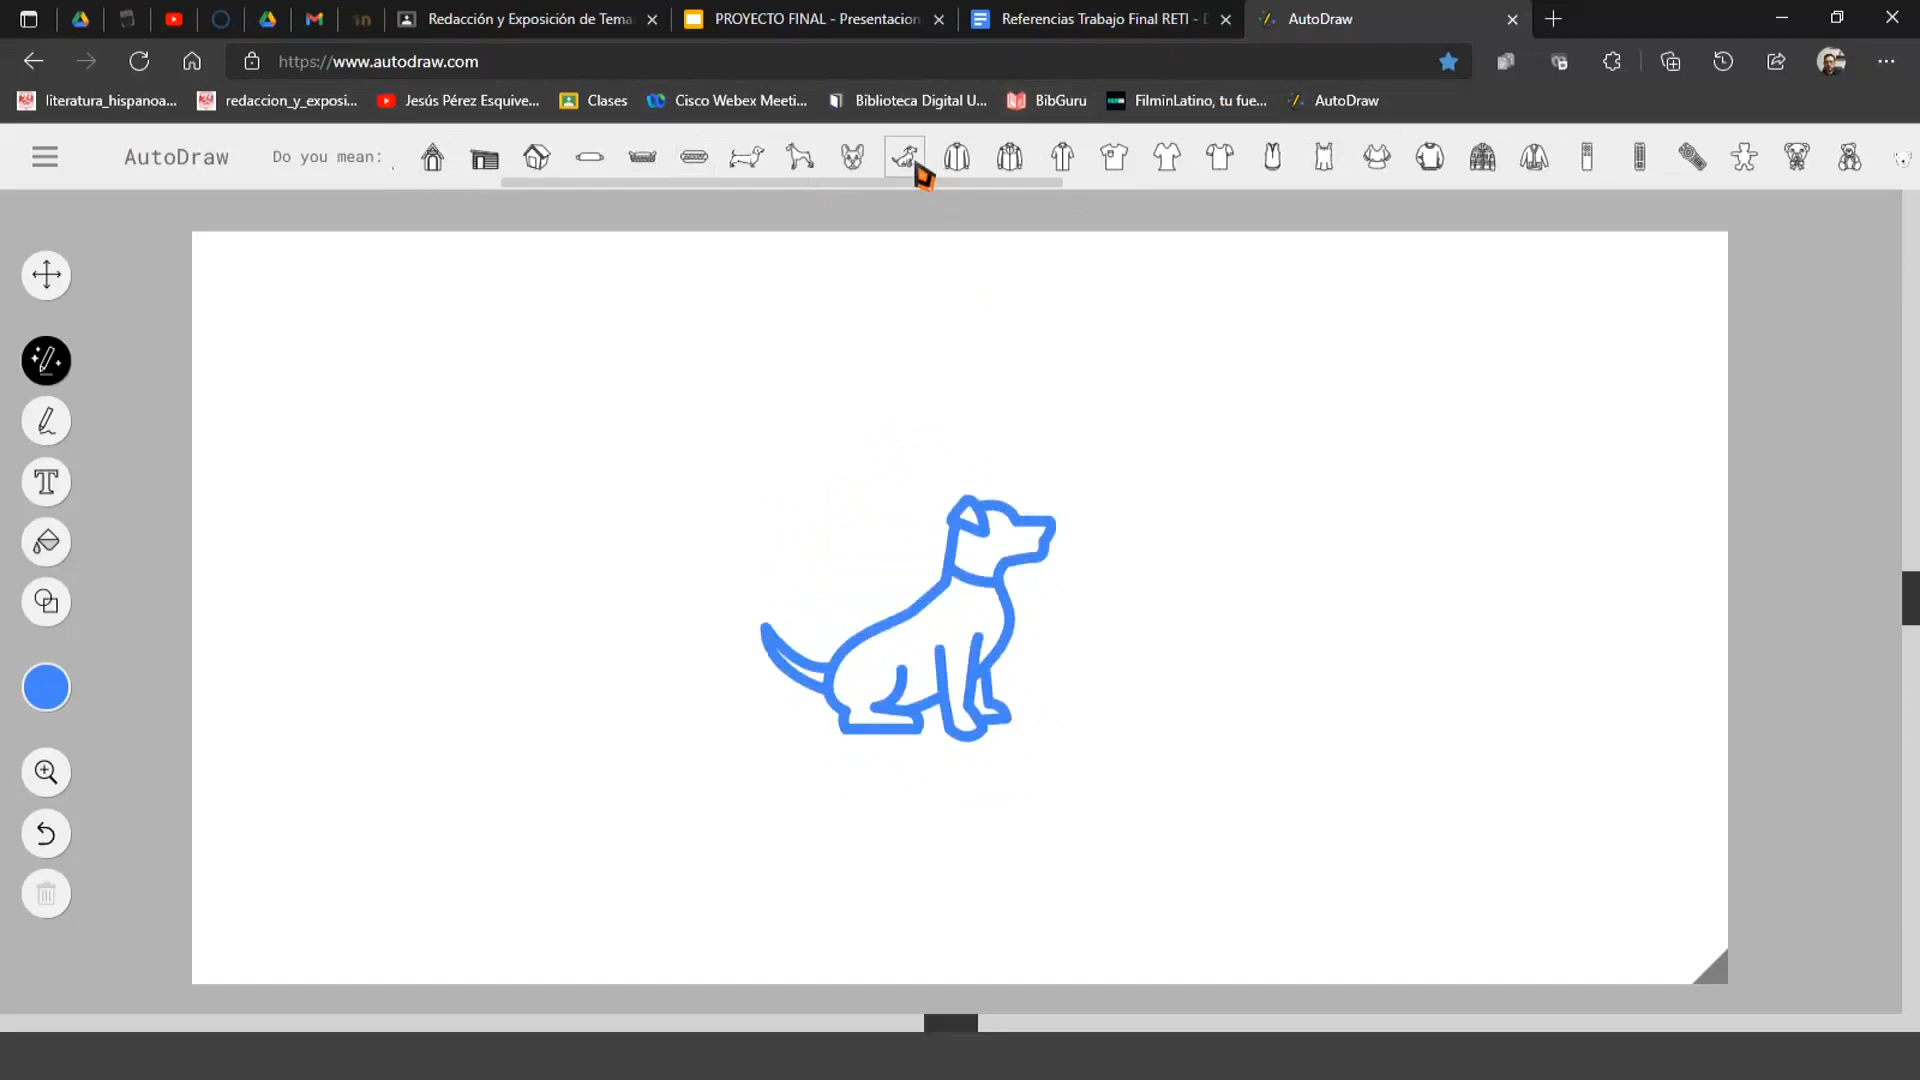 Redacción y Exposición de Tema
PROYECTO FINAL - Presentacion
Referencias Trabajo Final RETI - D
AutoDraw
https://www.autodraw.com
literatura_hispanoa...
redaccion_y_exposi...
Jesús Pérez Esquive...
Clases
Cisco Webex Meeti...
Biblioteca Digital U...
BibGuru
FilminLatino, tu fue...
AutoDraw
AutoDraw
Do you mean: